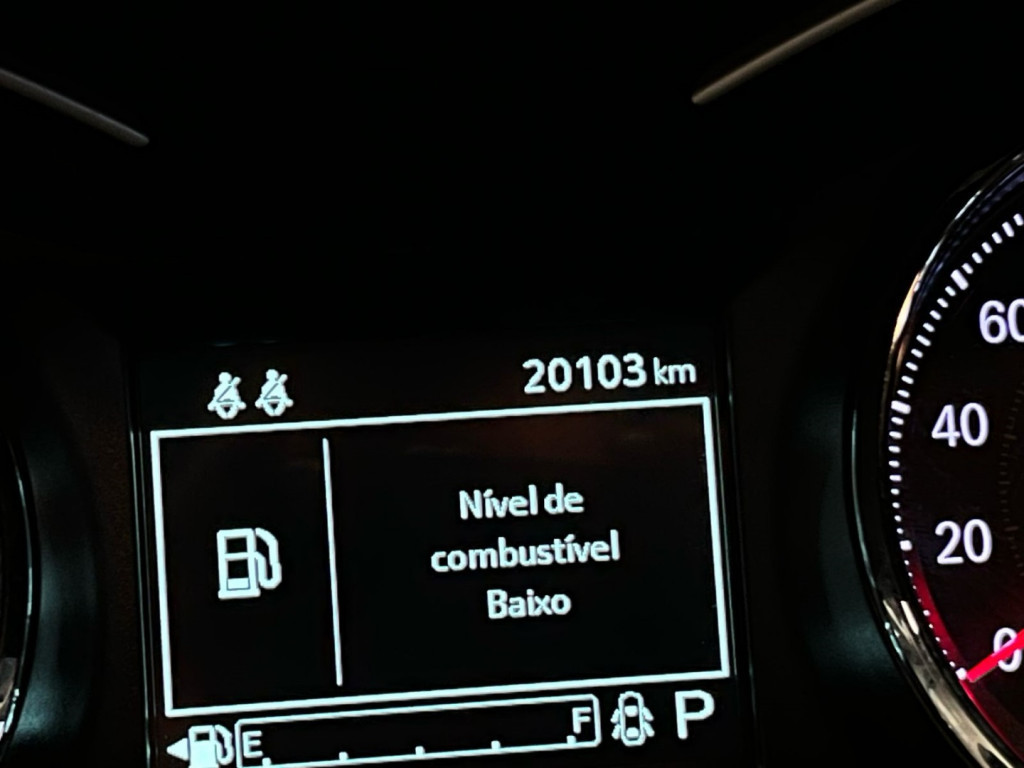 20103 km
Nível de
combustível
Baixo
E F P
60
40
20
0